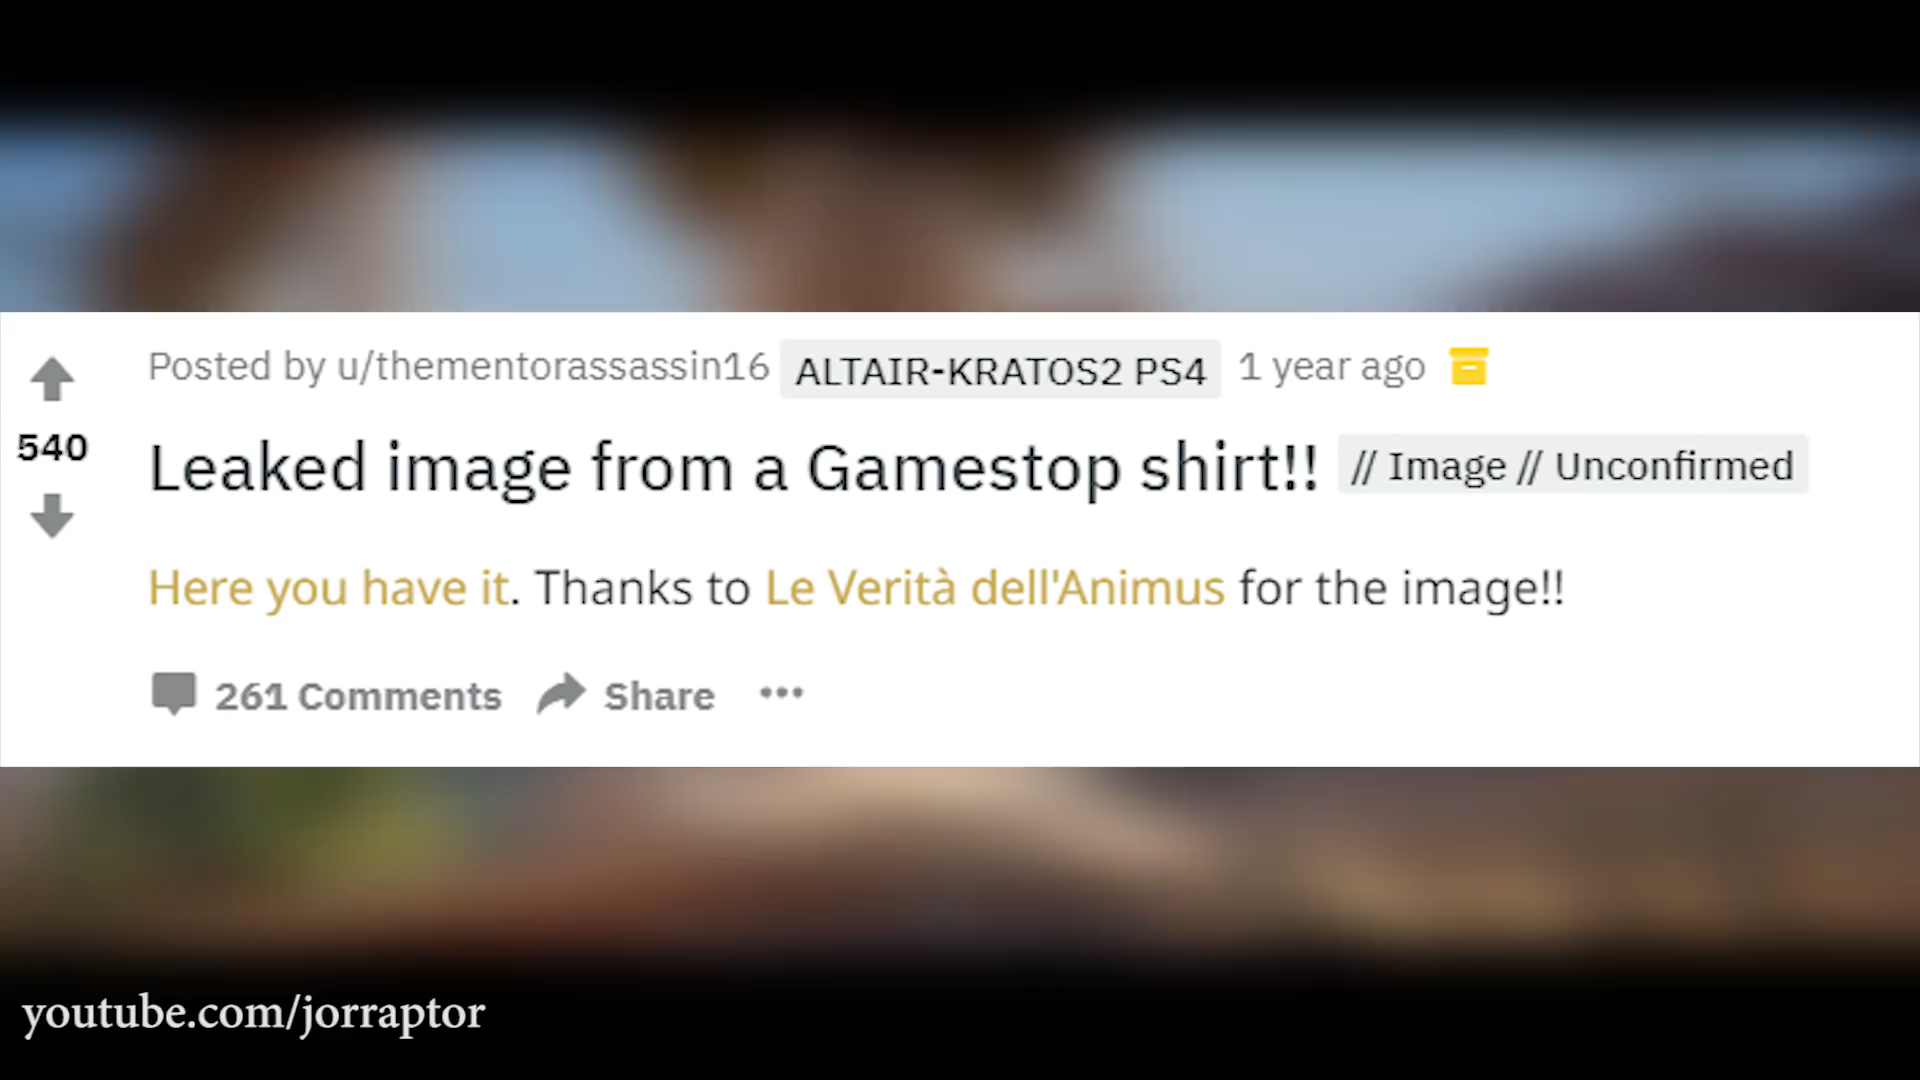 Posted by u/thementorassassin16 ALTAIR-KRATOS2 PS4 1 year ago
540
Leaked image from a Gamestop shirt!! // Image // Unconfirmed
Here you have it. Thanks to Le Verità dell'Animus for the image!!
261 Comments Share •••
youtube.com/jorraptor